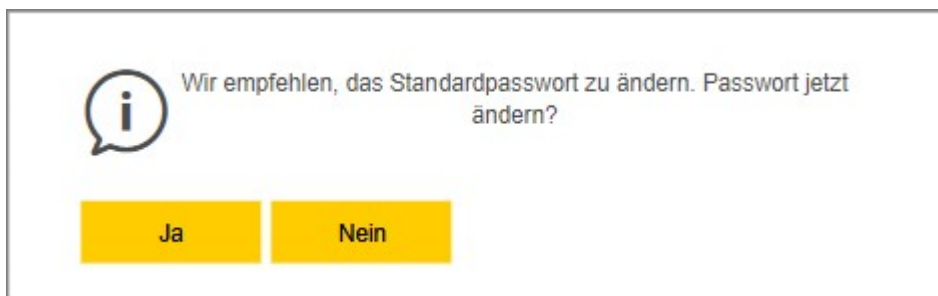 Wir empfehlen, das Standardpasswort zu ändern. Passwort jetzt
ändern?
Ja
Nein